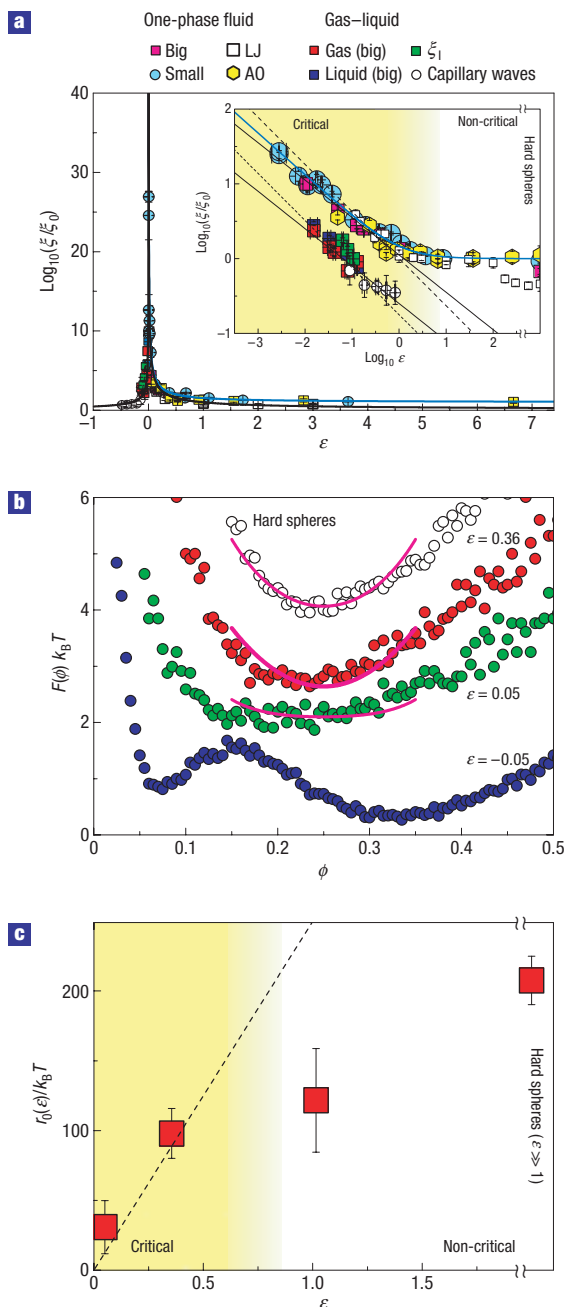 a
One-phase fluid Gas–liquid
Big LJ Gas (big) ξl
Small AO Liquid (big) Capillary waves
40
30
20
10
0
Log10(ξ/ξ0)
−1 0 1 2 3 4 5 6 7
ε
2
1
0
−1
Log10(ξ/ξ0)
Critical
Non-critical
Hard spheres
−3 −2 −1 0 1 2
Log10 ε
b
6
4
2
0
F(ϕ) kBT
Hard spheres
ε = 0.36
ε = 0.05
ε = −0.05
0 0.1 0.2 0.3 0.4 0.5
ϕ
c
200
100
0
r0(ε)/kBT
Critical
Non-critical
Hard spheres (ε ≫ 1)
0 0.5 1.0 1.5
ε